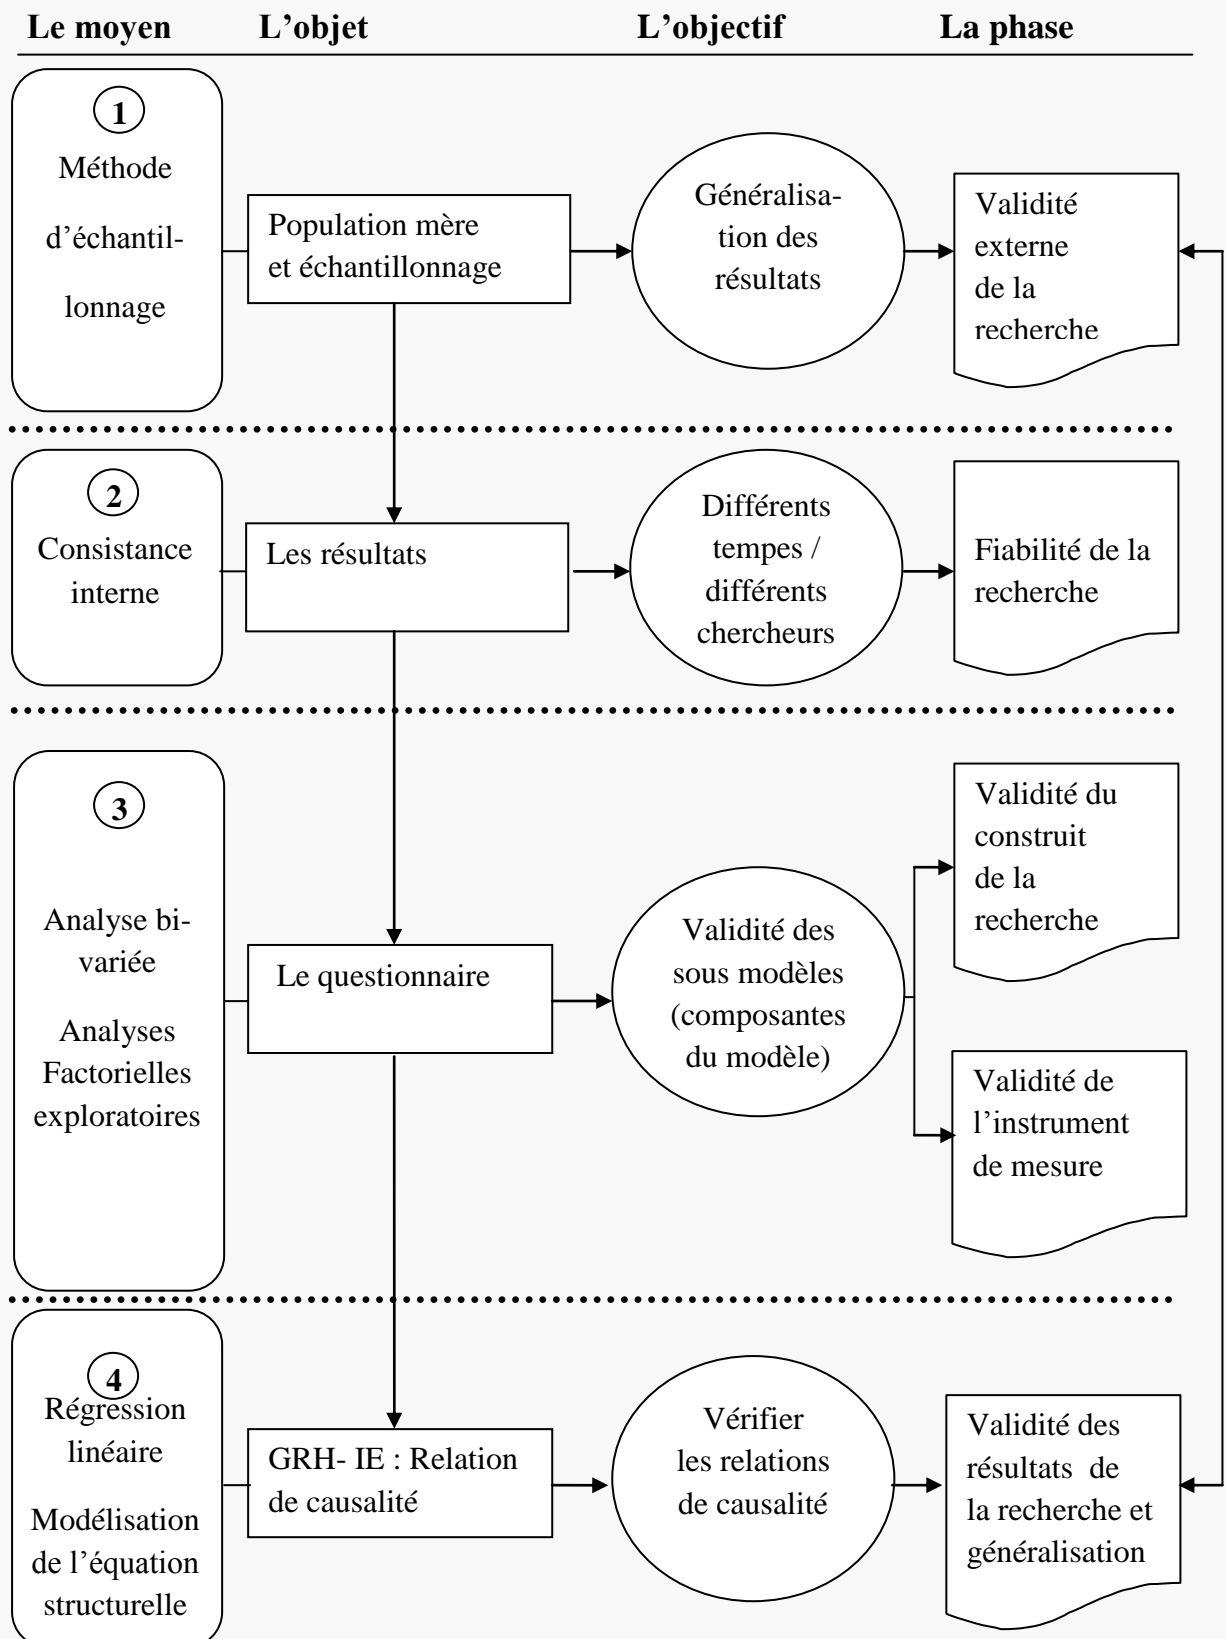 Le moyen L’objet L’objectif La phase
1
Méthode
d’échantil-
lonnage
Population mère
et échantillonnage
Généralisa-
tion des
résultats
Validité
externe
de la
recherche
2
Consistance
interne
Les résultats
Différents
tempes /
différents
chercheurs
Fiabilité de la
recherche
3
Analyse bi-
variée
Analyses
Factorielles
exploratoires
Le questionnaire
Validité des
sous modèles
(composantes
du modèle)
Validité du
construit
de la
recherche
Validité de
l’instrument
de mesure
4
Régression
linéaire
Modélisation
de l’équation
structurelle
GRH- IE : Relation
de causalité
Vérifier
les relations
de causalité
Validité des
résultats de
la recherche et
généralisation